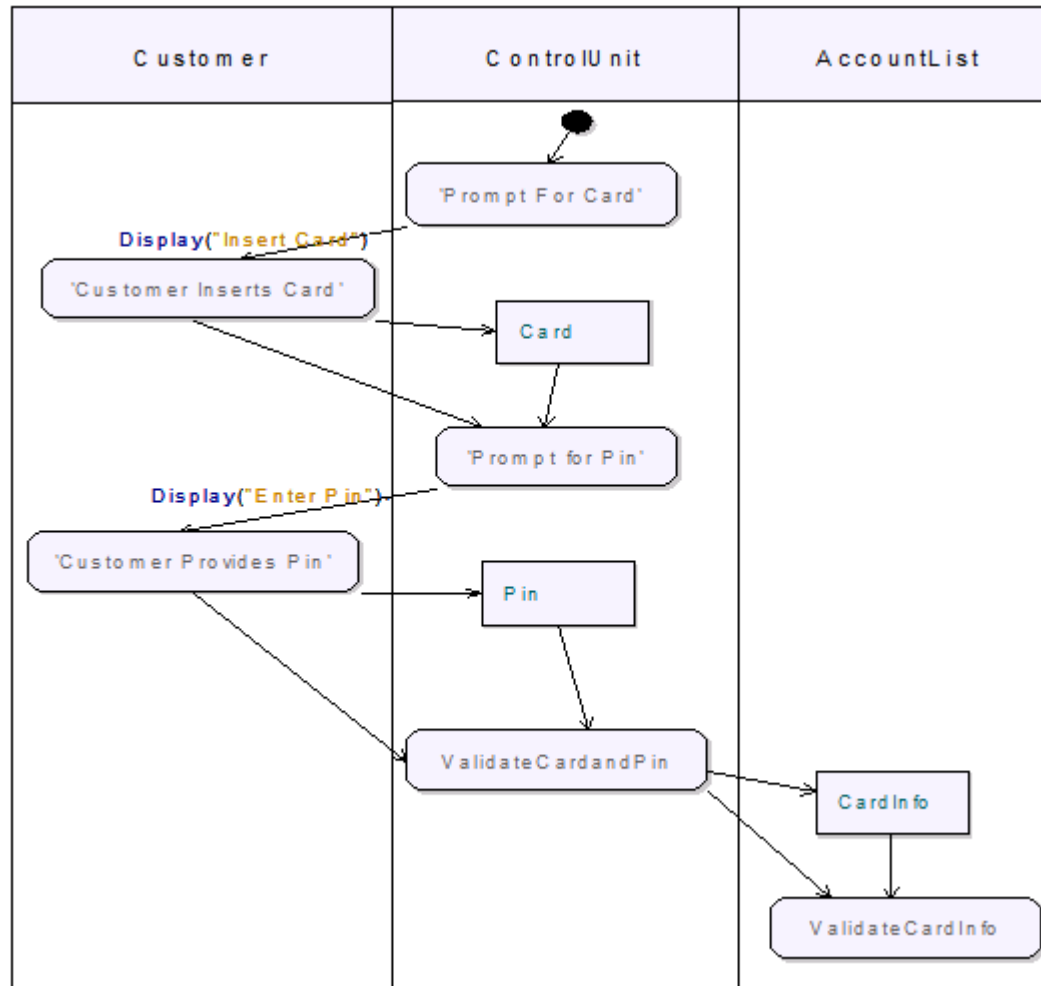 Customer
ControlUnit
AccountList
'Prompt For Card'
Display("Insert Card")
'Customer Inserts Card'
Card
'Prompt for Pin'
Display("Enter Pin")
'Customer Provides Pin'
Pin
ValidateCardandPin
CardInfo
ValidateCardInfo